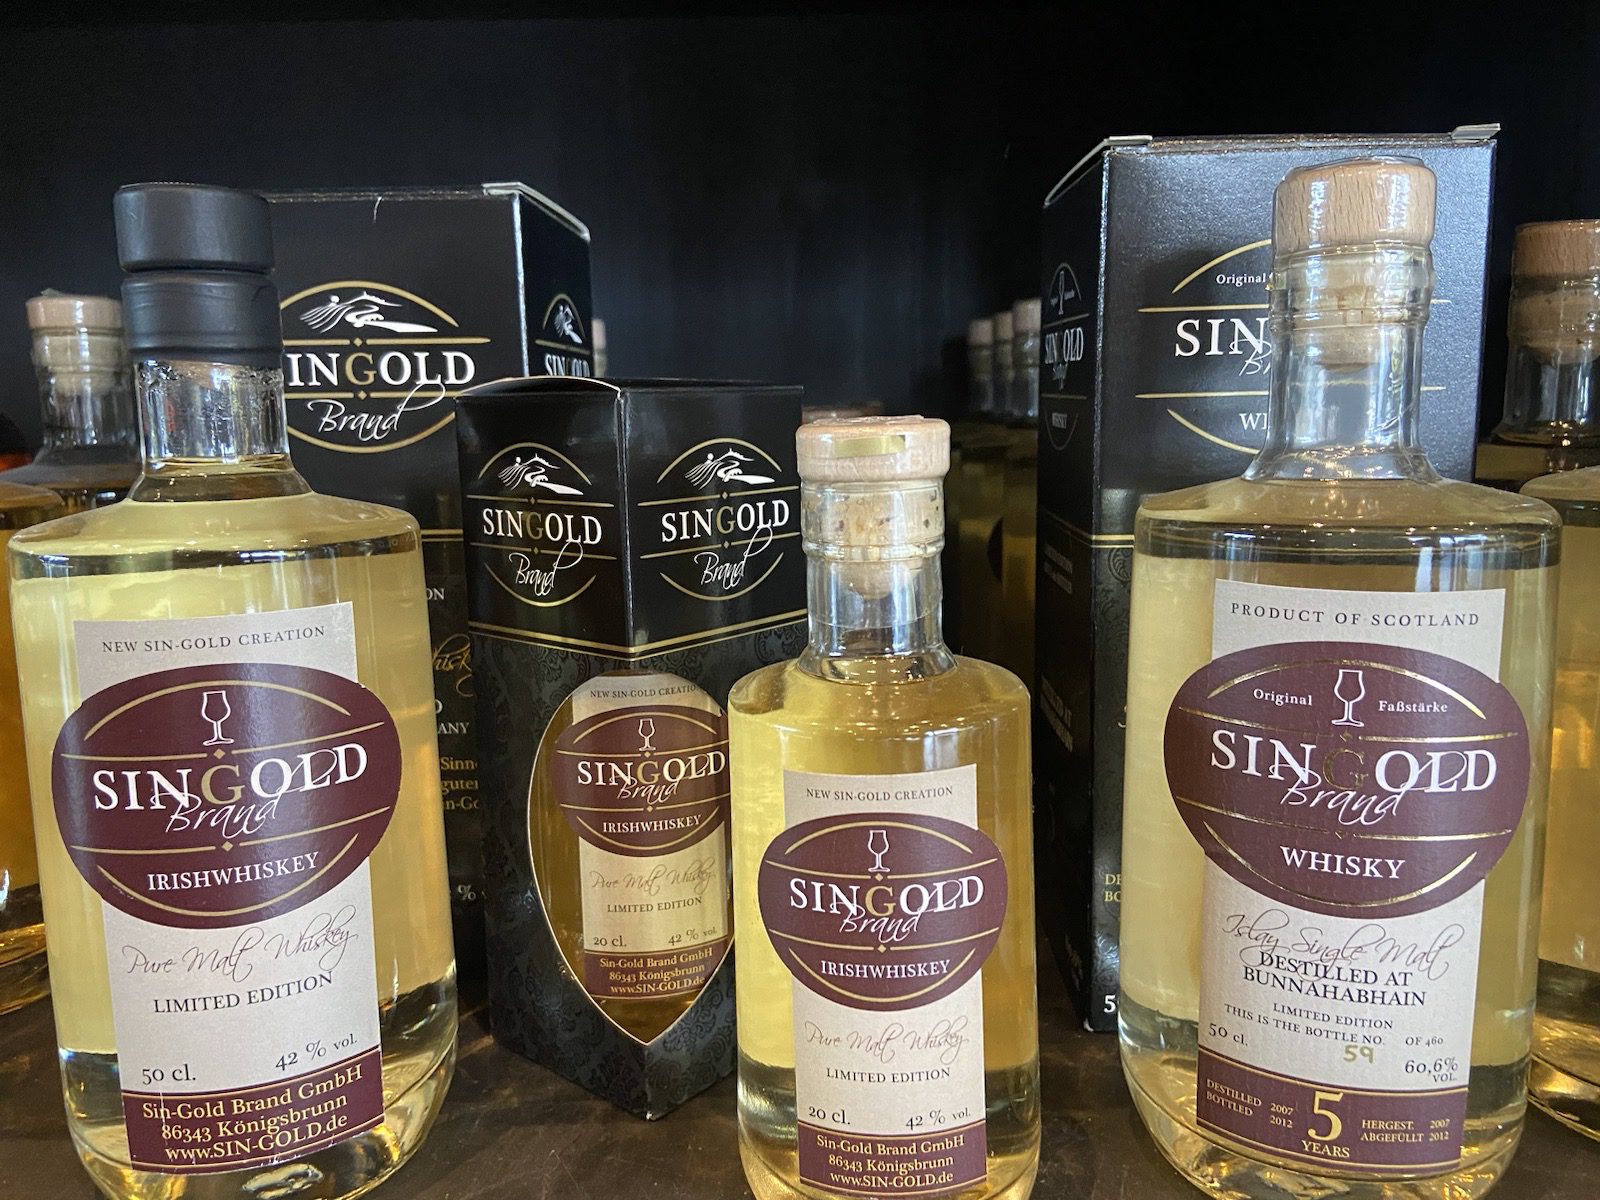 NEW SIN-GOLD CREATION
SINGOLD
Brand
IRISHWHISKEY
Pure Malt Whiskey
LIMITED EDITION
50 cl. 42 % vol.
Sin-Gold Brand GmbH
86343 Königsbrunn
www.SIN-GOLD.de
INGOLD
Brand
SINGOLD
SINGOLD
Brand
SINGOLD
Brand
NEW SIN-GOLD CREATION
SINGOLD
Brand
IRISHWHISKEY
Pure Malt Whiskey
LIMITED EDITION
20 cl. 42 % vol.
Sin-Gold Brand GmbH
86343 Königsbrunn
www.SIN-GOLD.de
NEW SIN-GOLD CREATION
SINGOLD
Brand
IRISHWHISKEY
Pure Malt Whiskey
LIMITED EDITION
20 cl. 42 % vol.
Sin-Gold Brand GmbH
86343 Königsbrunn
www.SIN-GOLD.de
SINGOLD
WHISKY
Original
SIN
PRODUCT OF SCOTLAND
Original Faßstärke
SINGOLD
Brand
WHISKY
Islay Single Malt
DESTILLED AT
BUNNAHABHAIN
LIMITED EDITION
THIS IS THE BOTTLE NO. 59 OF 460
50 cl. 60,6% VOL.
DESTILLED 2007
BOTTLED 2012
5
YEARS
HERGEST. 2007
ABGEFÜLLT 2012